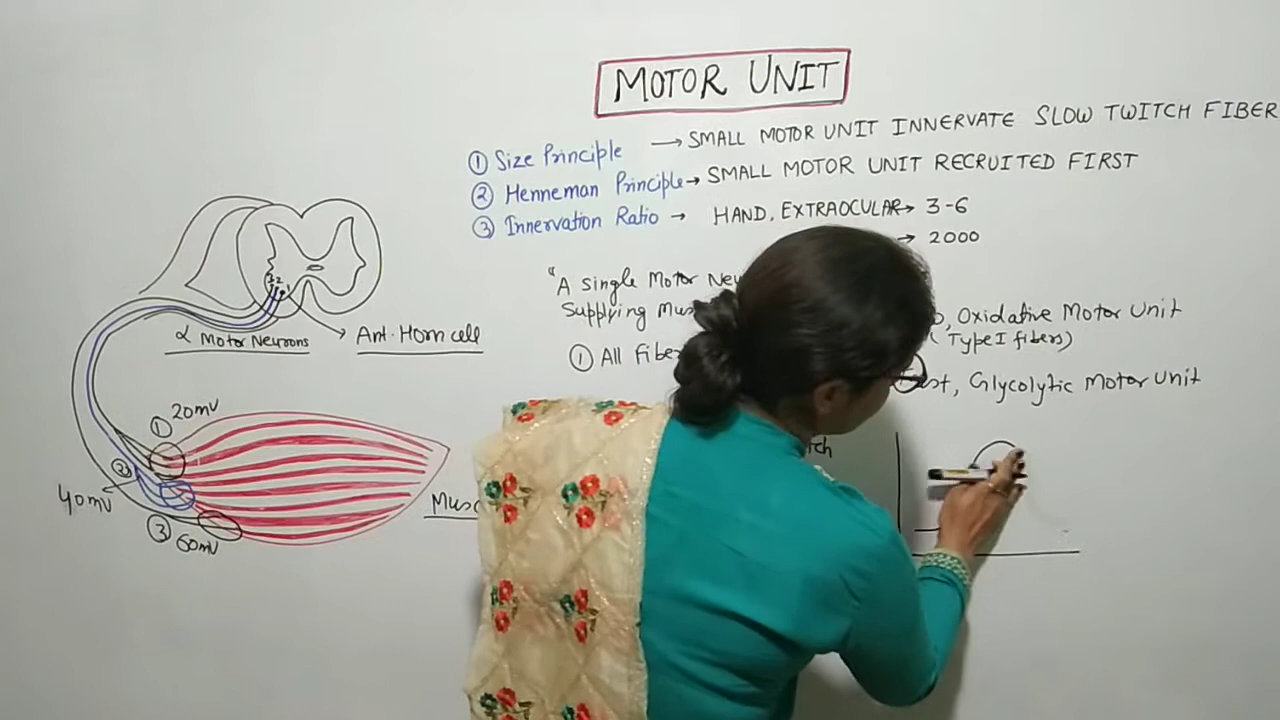 MOTOR UNIT
① Size Principle → SMALL MOTOR UNIT INNERVATE SLOW TWITCH FIBER
② Henneman Principle → SMALL MOTOR UNIT RECRUITED FIRST
③ Innervation Ratio → HAND, EXTRAOCULAR → 3-6
→ 2000
"A Single Motor
Supplying
① All
, Oxidative Motor Unit
(Type I fibers)
, Glycolytic Motor Unit
α Motor Neurons
Ant. Horn cell
20mV
①
②
40mV
③ 60mV